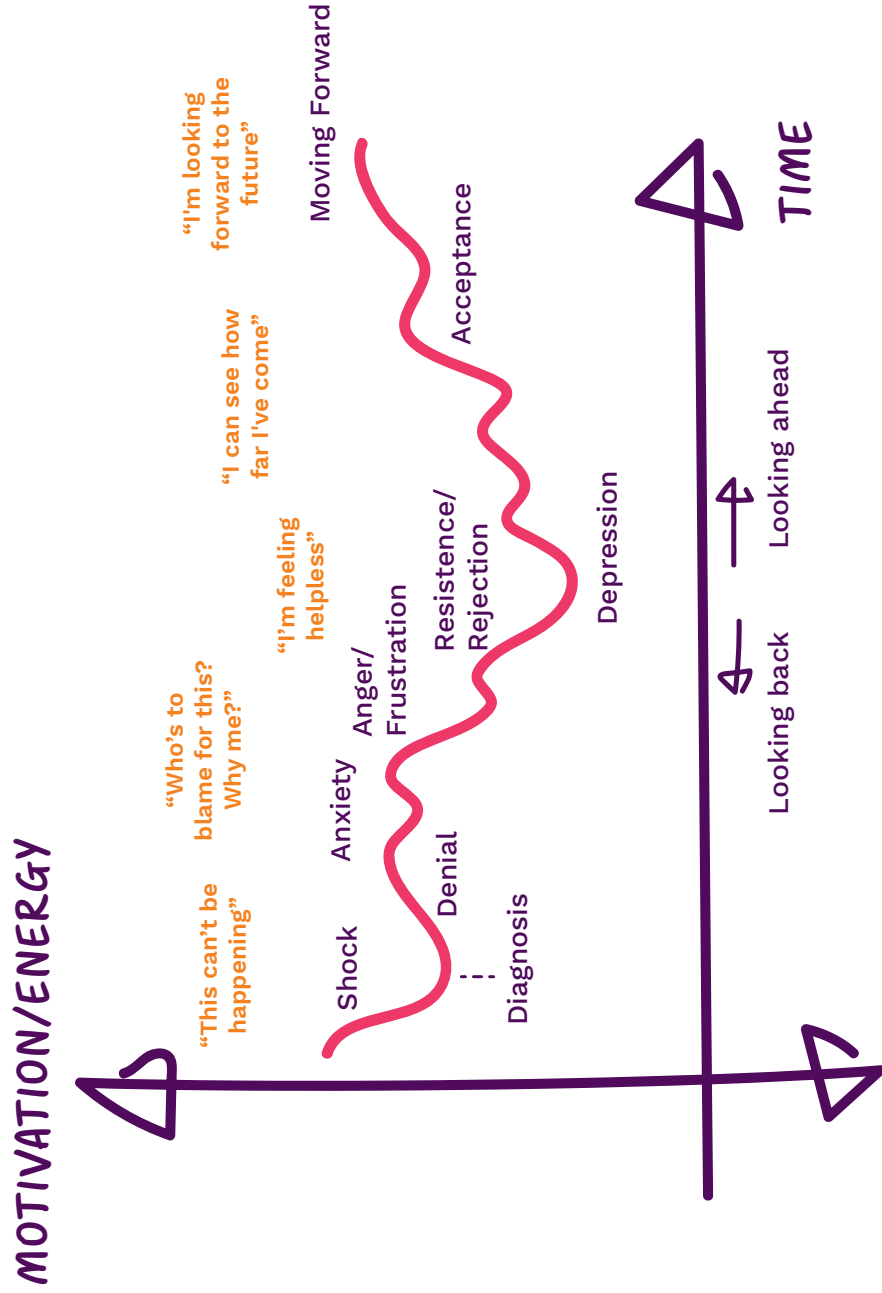 MOTIVATION/ENERGY
“This can’t be
happening”
“Who’s to
blame for this?
Why me?”
“I’m feeling
helpless”
“I can see how
far I've come”
“I'm looking
forward to the
future”
Shock
Diagnosis
Denial
Anxiety
Anger/
Frustration
Resistence/
Rejection
Depression
Acceptance
Moving Forward
Looking back
Looking ahead
TIME